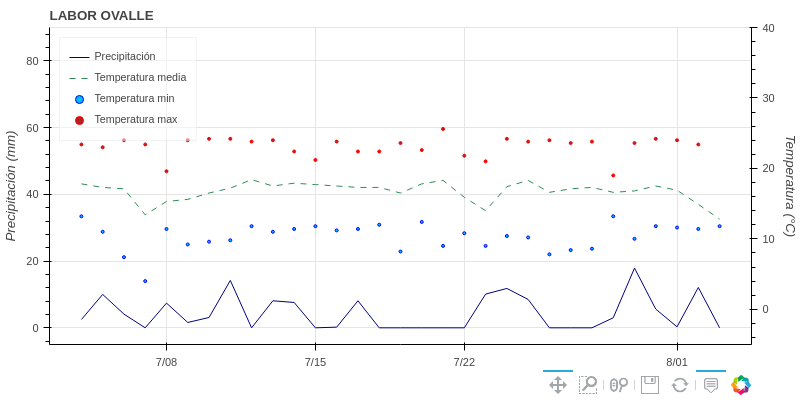 LABOR OVALLE
Precipitación
Temperatura media
Temperatura min
Temperatura max
Precipitación (mm)
80
60
40
20
0
Temperatura (°C)
40
30
20
10
0
7/08
7/15
7/22
8/01